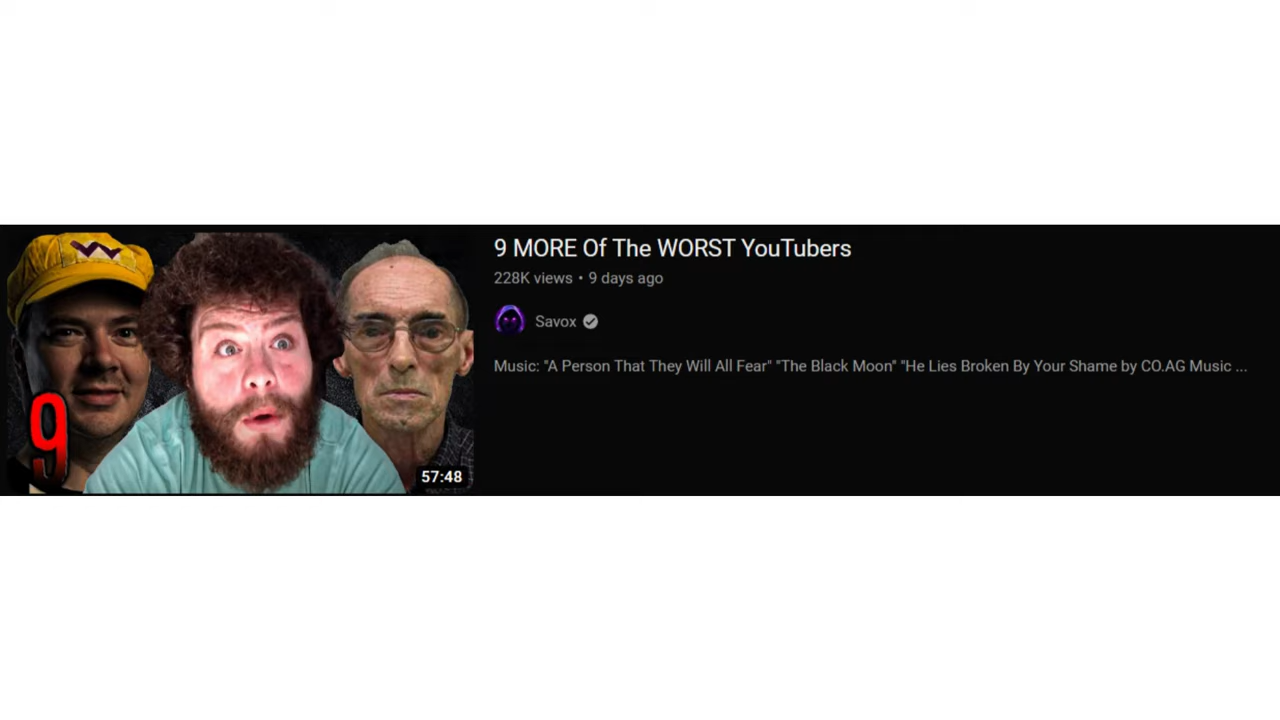 9 MORE Of The WORST YouTubers
228K views • 9 days ago
Savox
Music: "A Person That They Will All Fear" "The Black Moon" "He Lies Broken By Your Shame by CO.AG Music ...
9
57:48